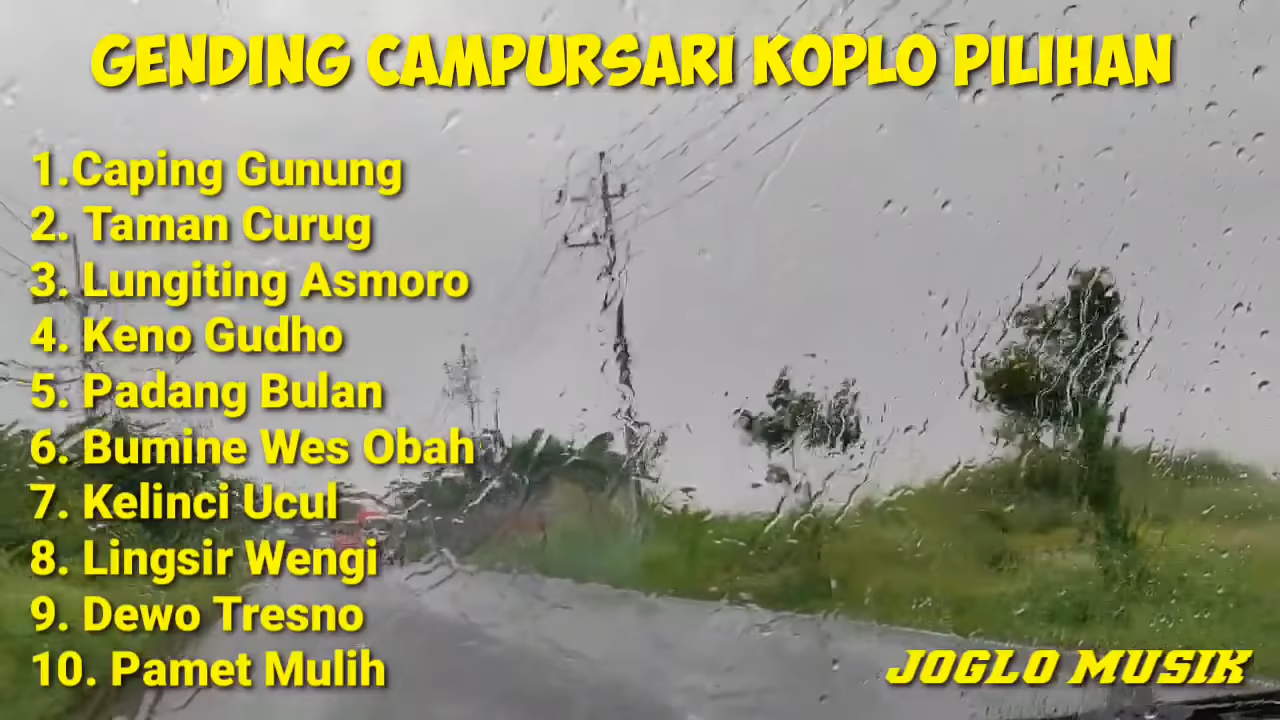 GENDING CAMPURSARI KOPLO PILIHAN
1.Caping Gunung
2. Taman Curug
3. Lungiting Asmoro
4. Keno Gudho
5. Padang Bulan
6. Bumine Wes Obah
7. Kelinci Ucul
8. Lingsir Wengi
9. Dewo Tresno
10. Pamet Mulih
JOGLO MUSIK